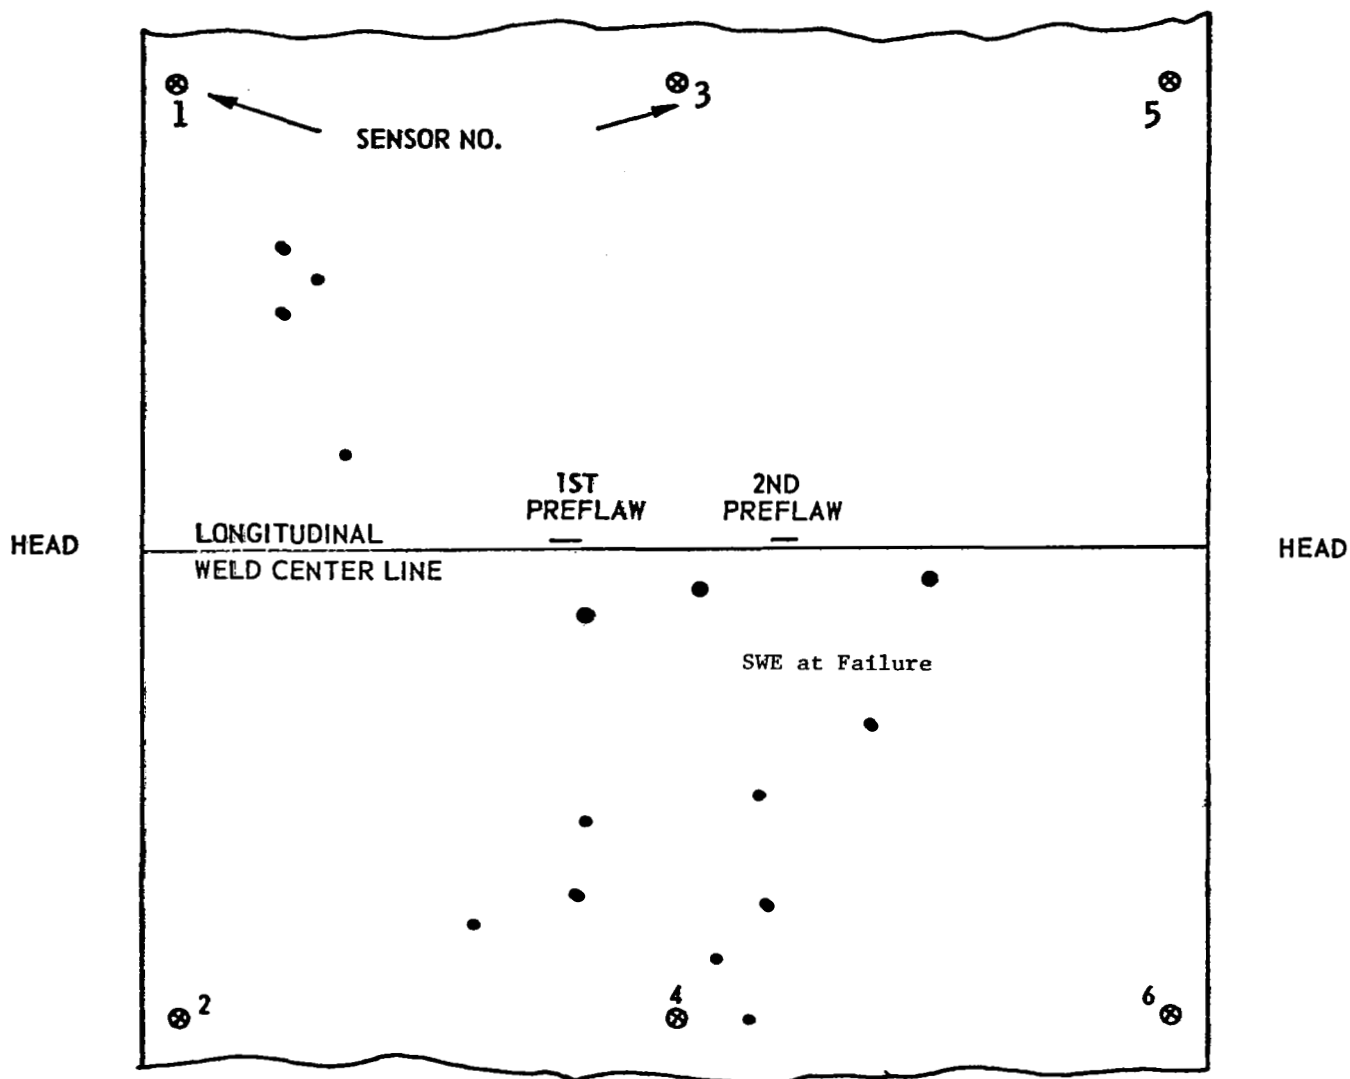 1
3
5
SENSOR NO.
1ST
PREFLAW
2ND
PREFLAW
HEAD
LONGITUDINAL
HEAD
WELD CENTER LINE
SWE at Failure
2
4
6